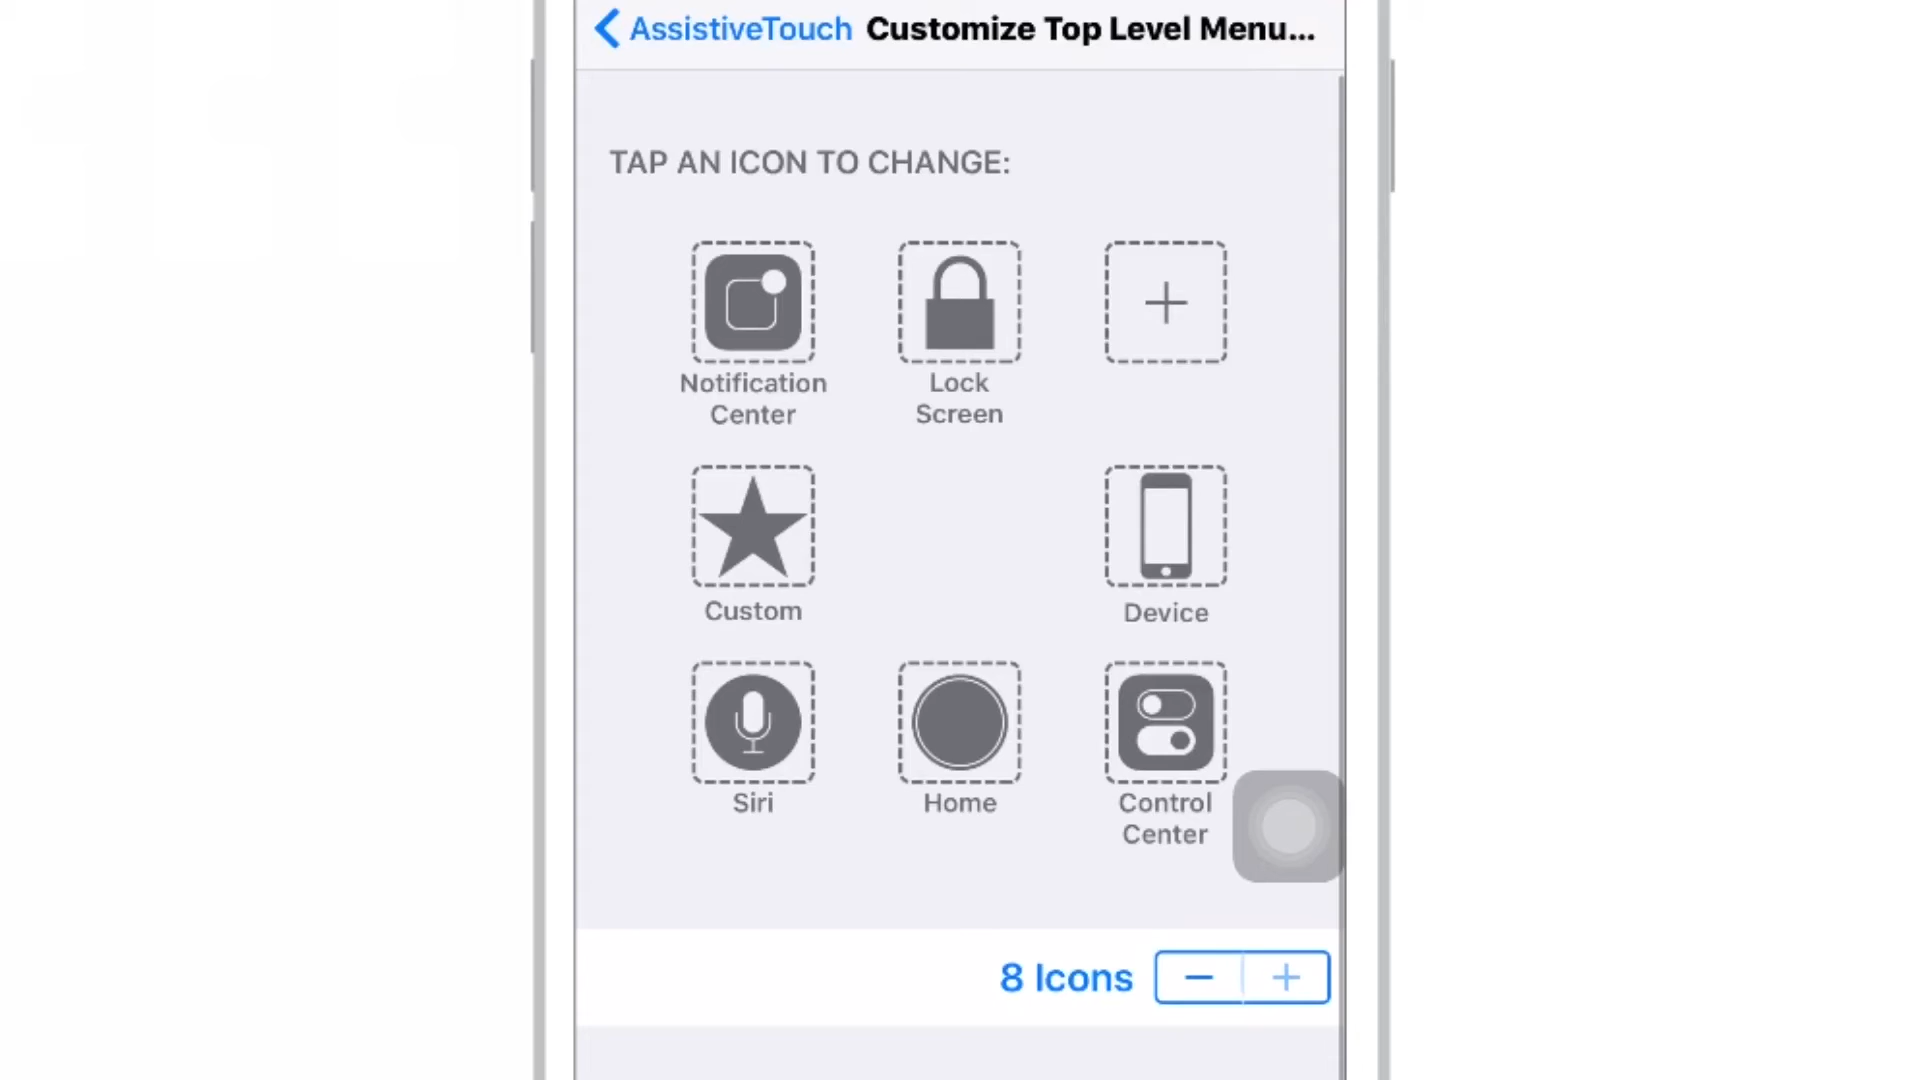 AssistiveTouch Customize Top Level Menu...
TAP AN ICON TO CHANGE:
Notification
Center
Lock
Screen
Custom
Device
Siri
Home
Control
Center
8 Icons